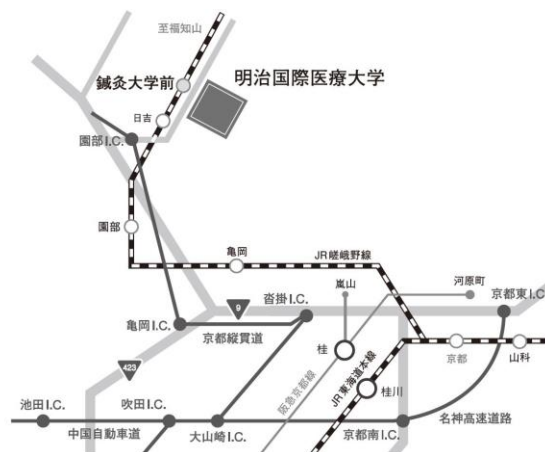 至福知山
鍼灸大学前
明治国際医療大学
日吉
園部I.C.
園部
亀岡
JR嵯峨野線
嵐山
河原町
京都東I.C.
9
沓掛I.C.
亀岡I.C.
京都縦貫道
桂
京都
山科
423
阪急京都線
JR東海道本線
桂川
池田I.C.
吹田I.C.
名神高速道路
中国自動車道
大山崎I.C.
京都南I.C.